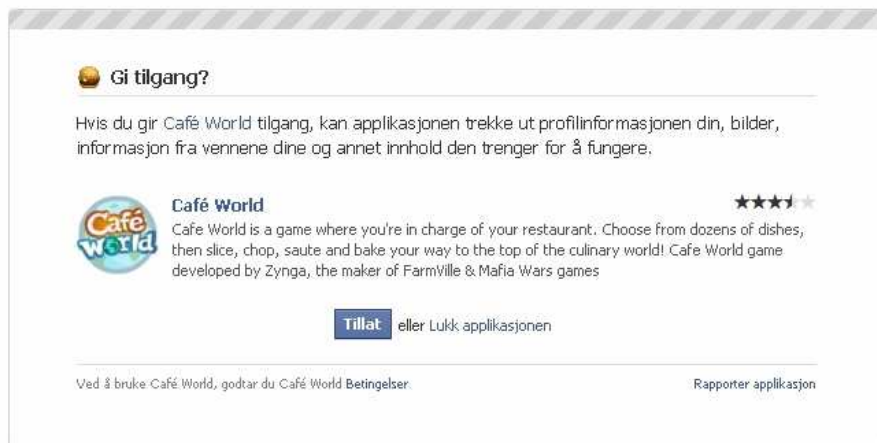 Gi tilgang?
Hvis du gir Café World tilgang, kan applikasjonen trekke ut profilinformasjonen din, bilder,
informasjon fra vennene dine og annet innhold den trenger for å fungere.
Café World
Café World
Cafe World is a game where you're in charge of your restaurant. Choose from dozens of dishes,
then slice, chop, saute and bake your way to the top of the culinary world! Cafe World game
developed by Zynga, the maker of FarmVille & Mafia Wars games
Tillat eller Lukk applikasjonen
Ved å bruke Café World, godtar du Café World Betingelser. Rapporter applikasjon